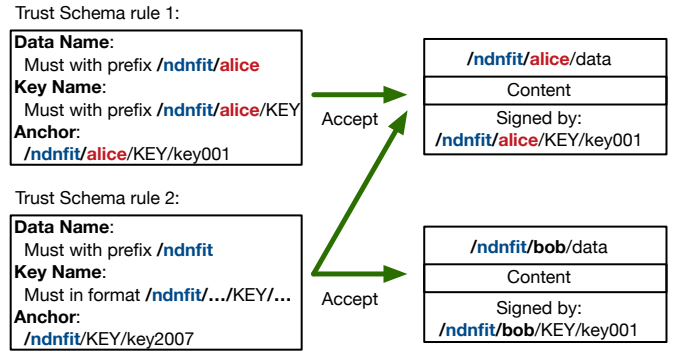 Trust Schema rule 1:
Data Name:
Must with prefix /ndnfit/alice
Key Name:
Must with prefix /ndnfit/alice/KEY
Anchor:
/ndnfit/alice/KEY/key001
Accept
/ndnfit/alice/data
Content
Signed by:
/ndnfit/alice/KEY/key001
Trust Schema rule 2:
Data Name:
Must with prefix /ndnfit
Key Name:
Must in format /ndnfit/.../KEY/...
Anchor:
/ndnfit/KEY/key2007
Accept
/ndnfit/bob/data
Content
Signed by:
/ndnfit/bob/KEY/key001